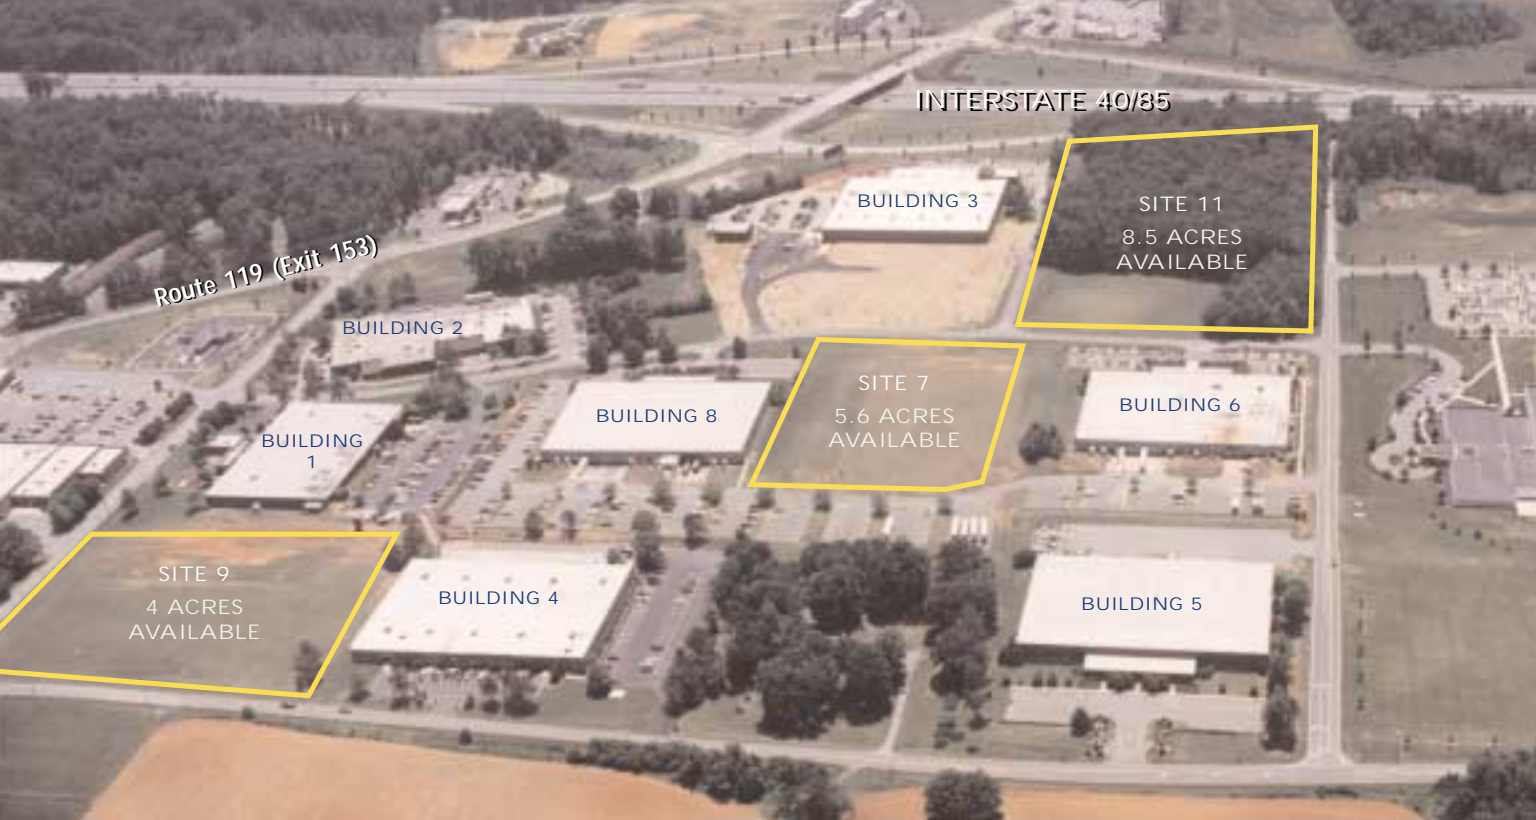 INTERSTATE 40/85
Route 119 (Exit 153)
BUILDING 3
SITE 11
8.5 ACRES
AVAILABLE
BUILDING 2
SITE 7
5.6 ACRES
AVAILABLE
BUILDING 6
BUILDING 8
BUILDING
1
SITE 9
4 ACRES
AVAILABLE
BUILDING 4
BUILDING 5